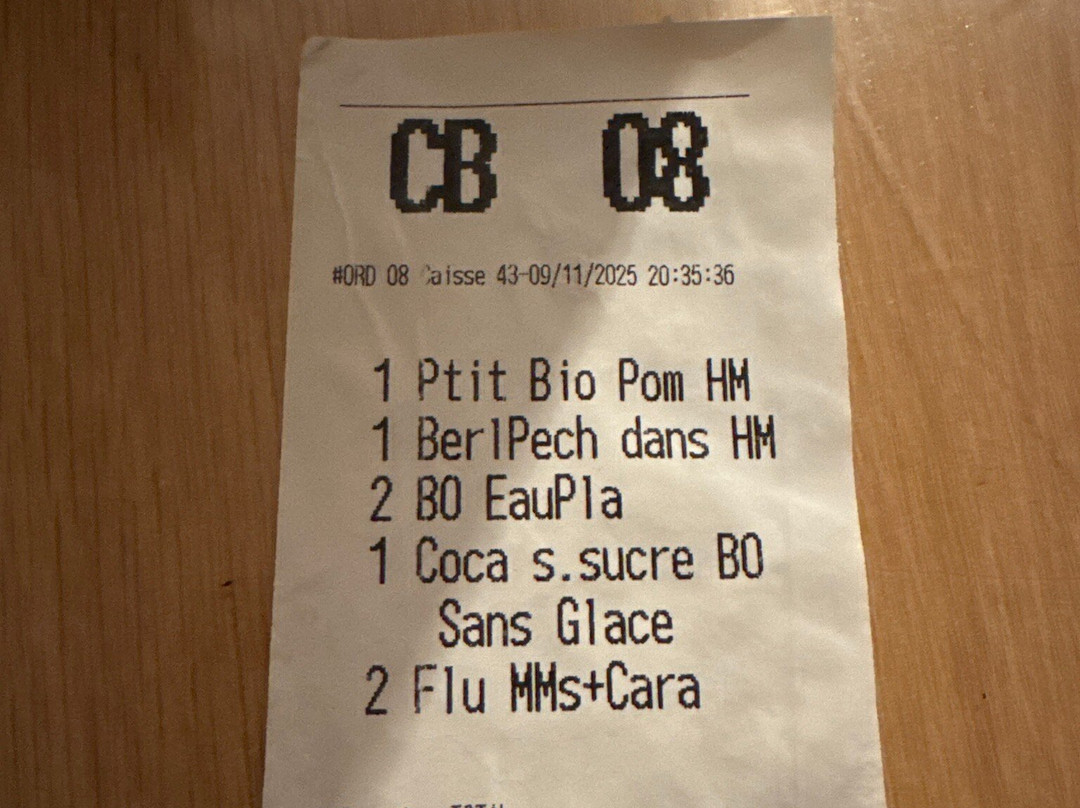 CB 08
#ORD 08 Caisse 43-09/11/2025 20:35:36
1 Ptit Bio Pom HM
1 BerlPech dans HM
2 BO EauPla
1 Coca s.sucre BO
Sans Glace
2 Flu MMs+Cara